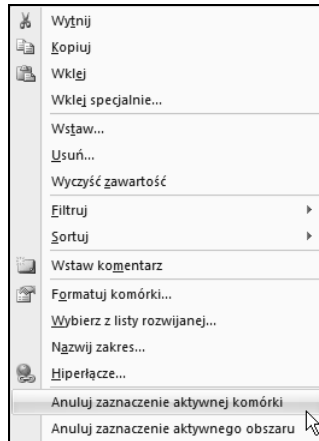 Wytnij
Kopiuj
Wklej
Wklej specjalnie...
Wstaw...
Usuń...
Wyczyść zawartość
Filtruj
Sortuj
Wstaw komentarz
Formatuj komórki...
Wybierz z listy rozwijanej...
Nazwij zakres...
Hiperłącze...
Anuluj zaznaczenie aktywnej komórki
Anuluj zaznaczenie aktywnego obszaru